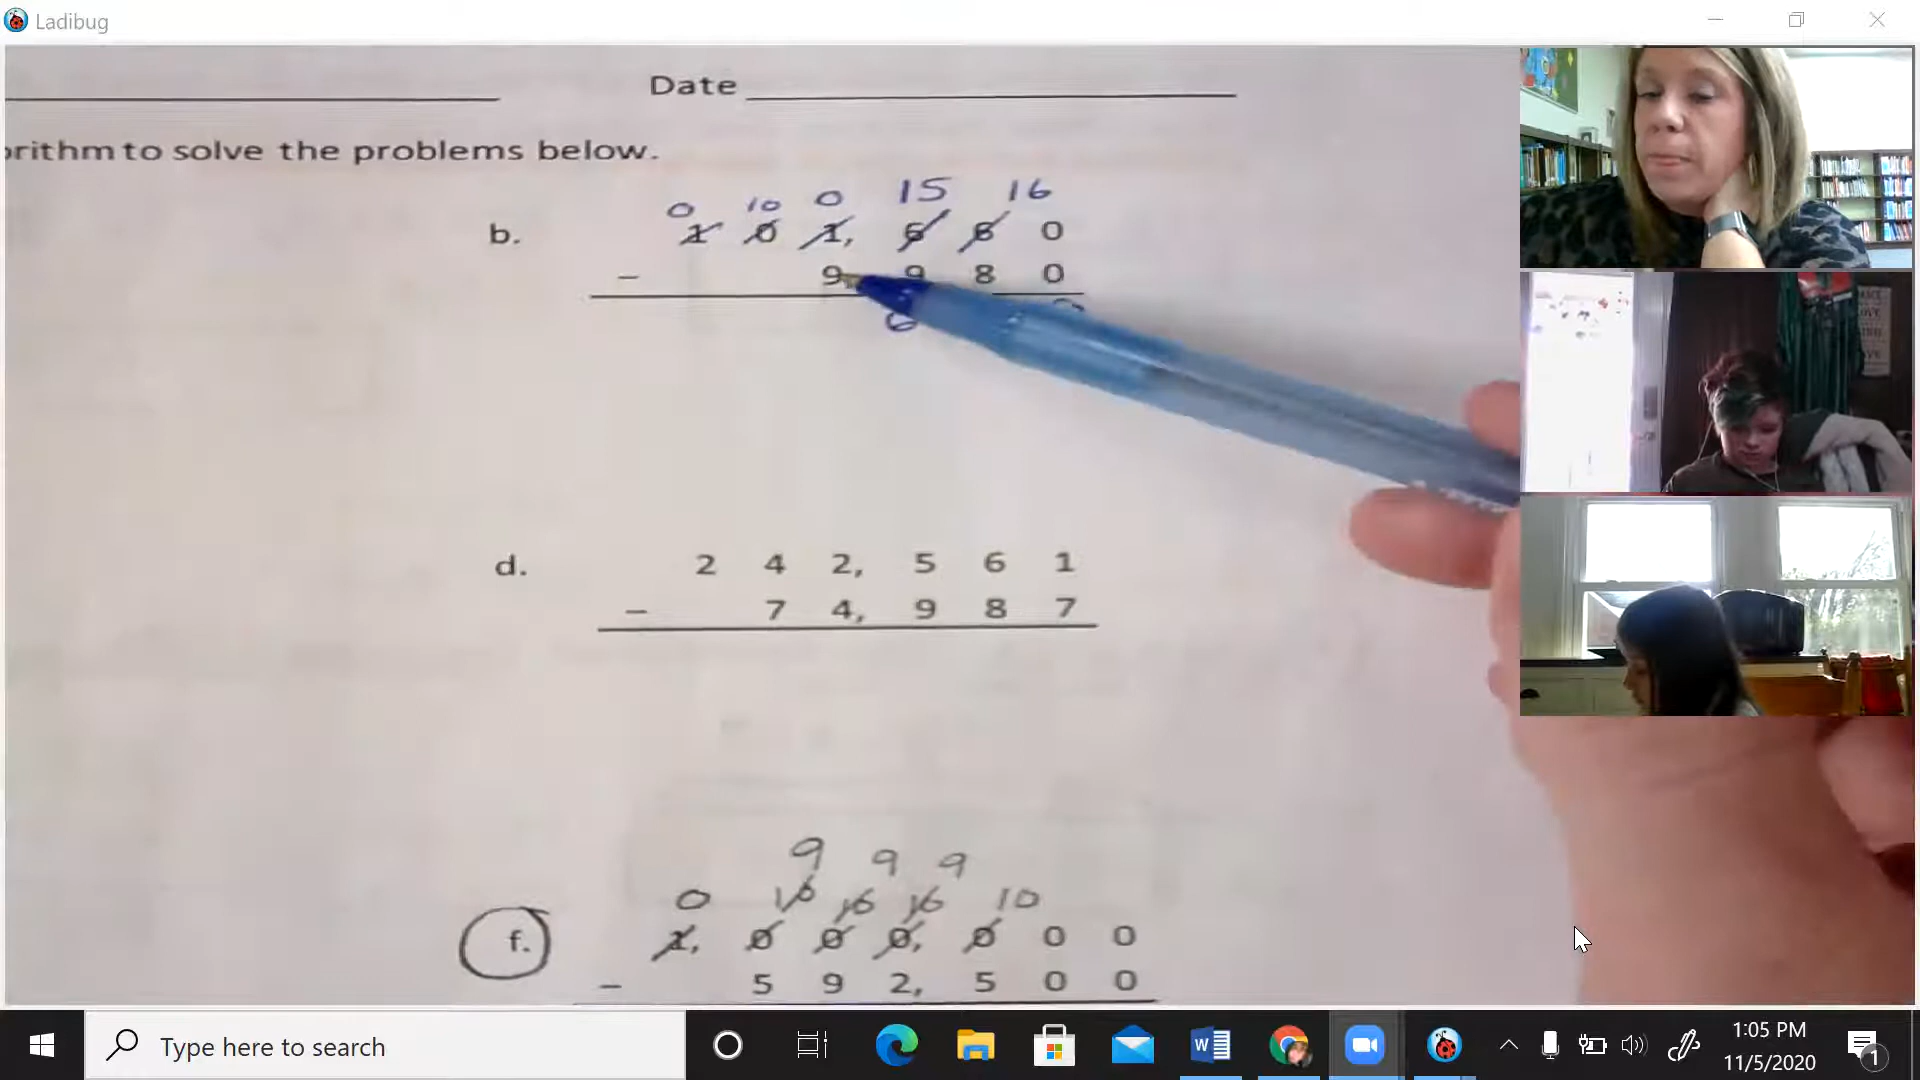 Ladibug
Date
orithm to solve the problems below.
0 10 0 15 16
b. 1 0 1, 6 6 0
- 9 9 8 0
6
d. 2 4 2, 5 6 1
- 7 4, 9 8 7
9 9 9
0 10 10 10 10
f. 1, 0 0 0, 0 0 0
- 5 9 2, 5 0 0
Type here to search
1:05 PM
11/5/2020
1